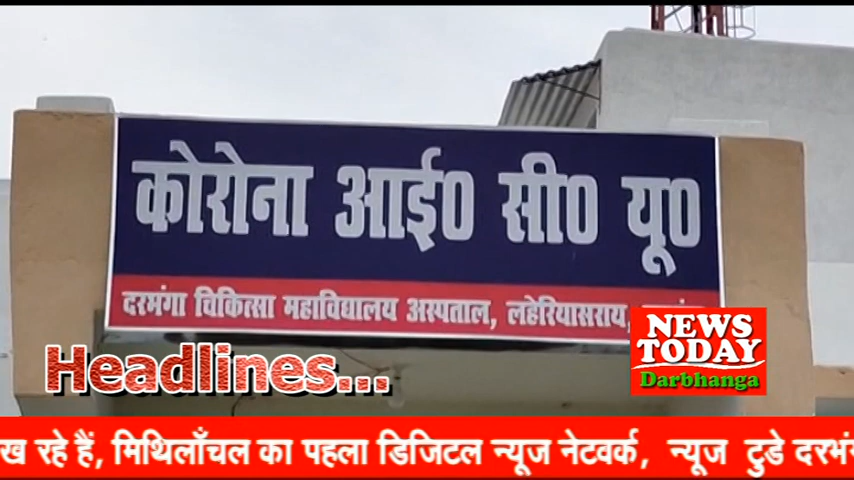 कोरोना आई० सी० यू०
दरभंगा चिकित्सा महाविद्यालय अस्पताल, लहेरियासराय,
NEWS
TODAY
Darbhanga
Headlines...
रहे हैं, मिथिलाँचल का पहला डिजिटल न्यूज नेटवर्क, न्यूज टुडे